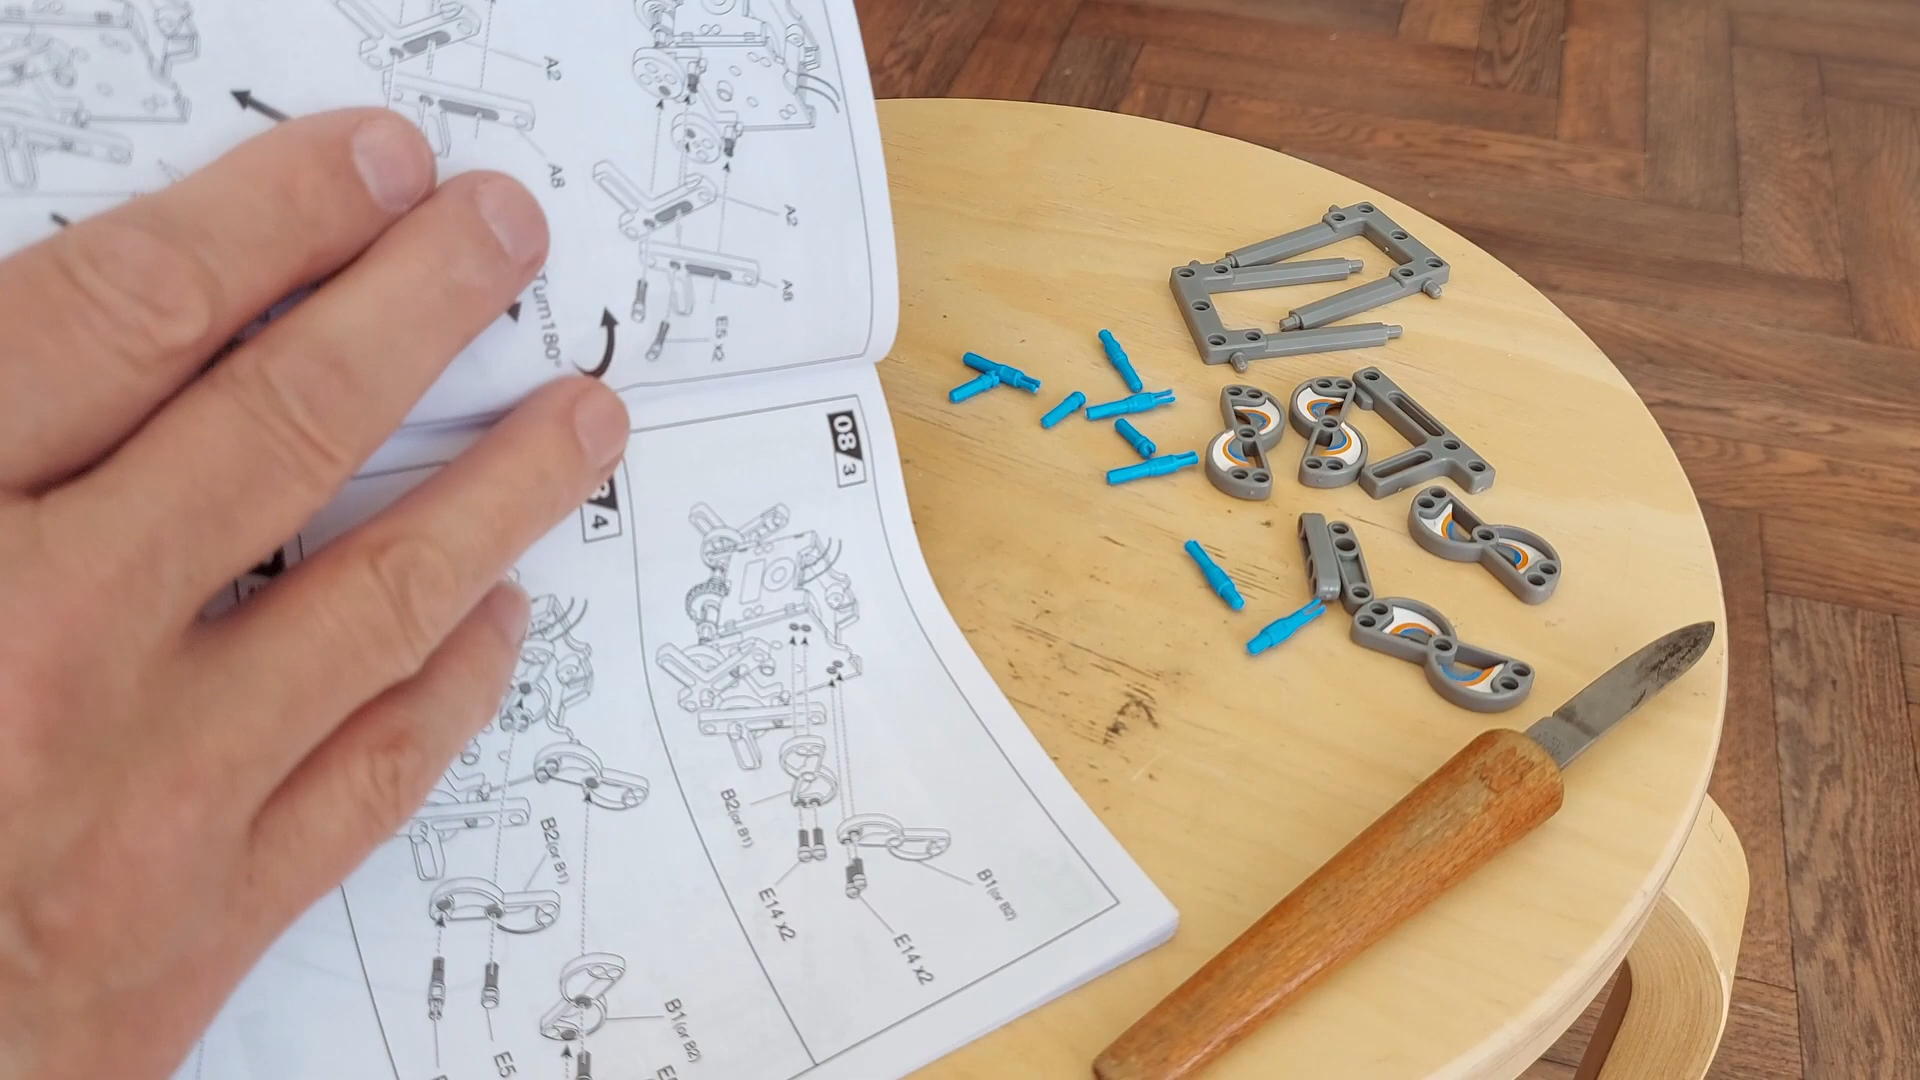 A2
A8
A2
A8
E5 x2
Turn180°
08/3
/4
B2(or B1)
E14 x2
B1(or B2)
E14 x2
B2(or B1)
E5
B1(or B2)